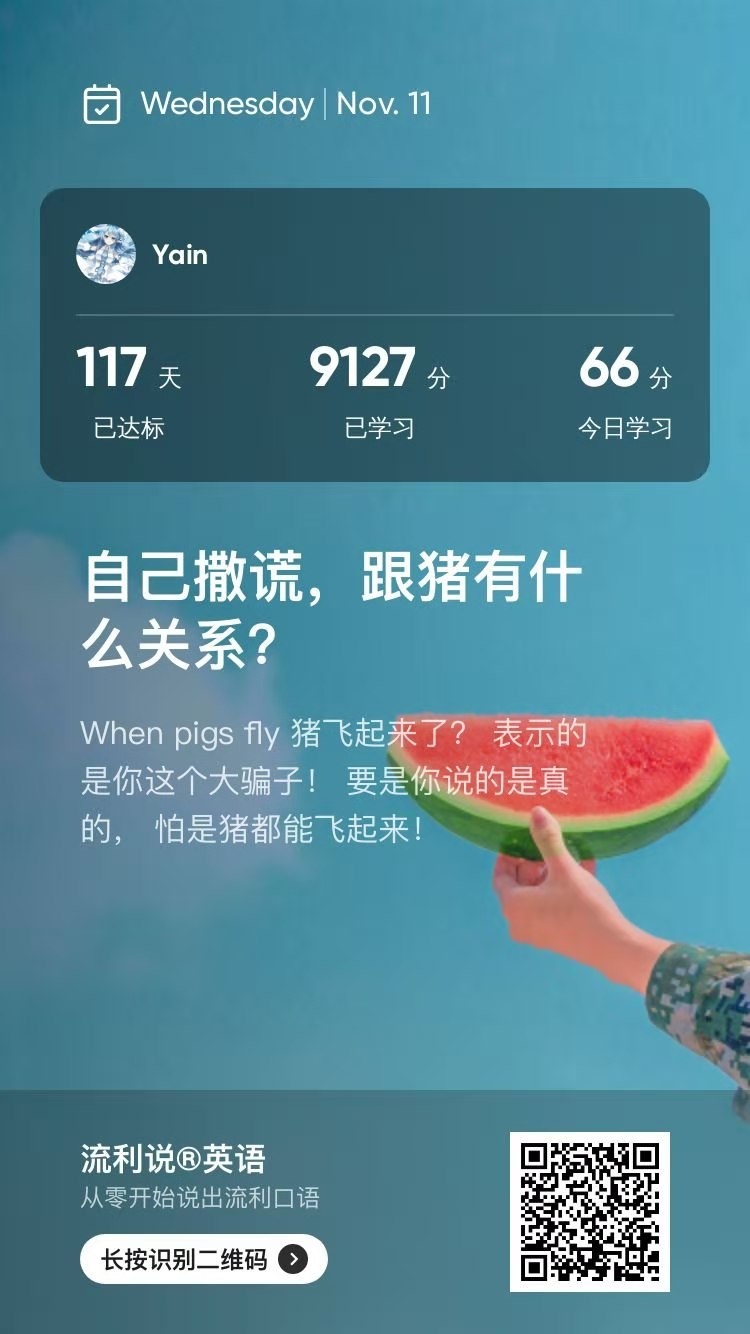 Wednesday | Nov. 11
Yain
117 天 9127 分 66 分
已达标 已学习 今日学习
自己撒谎，跟猪有什
么关系？
When pigs fly 猪飞起来了？ 表示的
是你这个大骗子！ 要是你说的是真
的， 怕是猪都能飞起来！
流利说®英语
从零开始说出流利口语
长按识别二维码